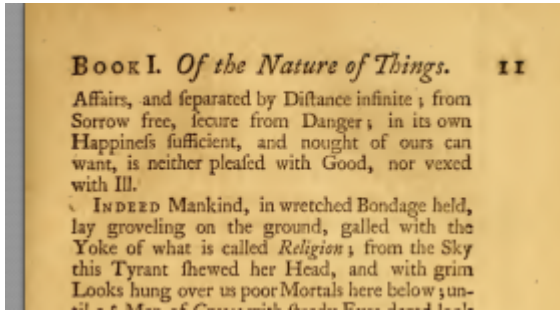 BOOK I. Of the Nature of Things. 11
Affairs, and ſeparated by Diſtance infinite ; from
Sorrow free, ſecure from Danger ; in its own
Happineſs ſufficient, and nought of ours can
want, is neither pleaſed with Good, nor vexed
with Ill.
INDEED Mankind, in wretched Bondage held,
lay groveling on the ground, galled with the
Yoke of what is called Religion ; from the Sky
this Tyrant ſhewed her Head, and with grim
Looks hung over us poor Mortals here below ; un-